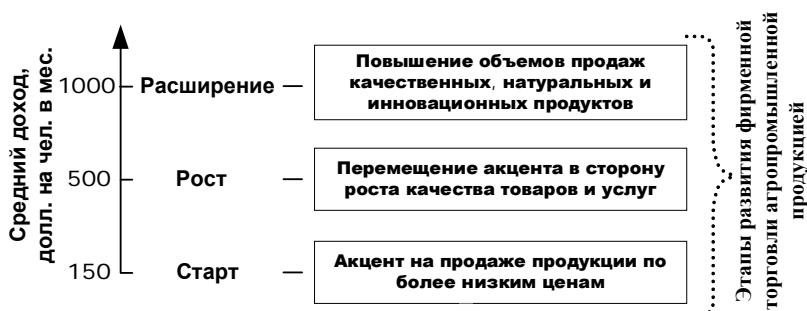 Средний доход,
долл. на чел. в мес.
1000
Расширение
Повышение объемов продаж
качественных, натуральных и
инновационных продуктов
500
Рост
Перемещение акцента в сторону
роста качества товаров и услуг
150
Старт
Акцент на продаже продукции по
более низким ценам
Этапы развития фирменной
торговли агропромышленной
продукцией